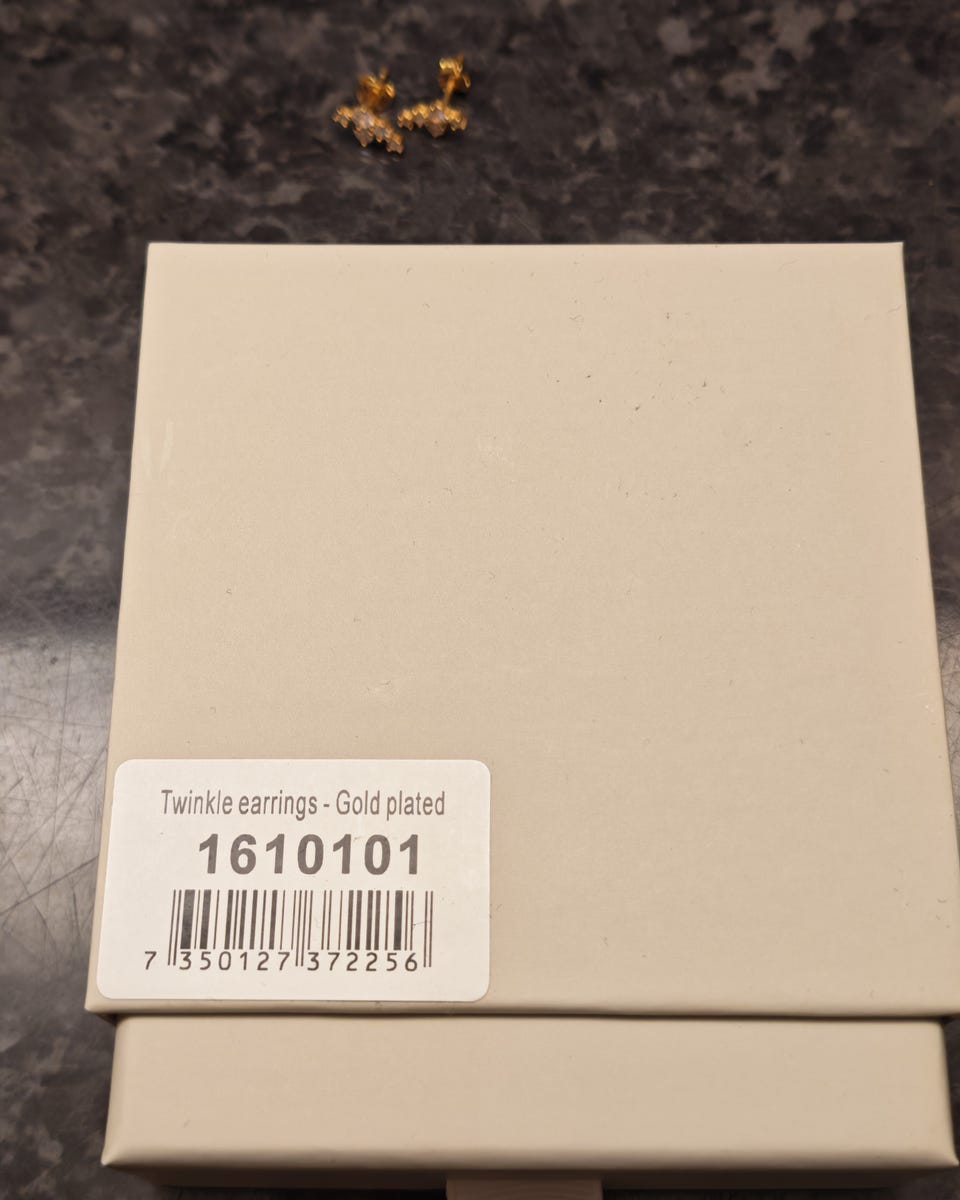 Twinkle earrings - Gold plated
1610101
7 350127 372256